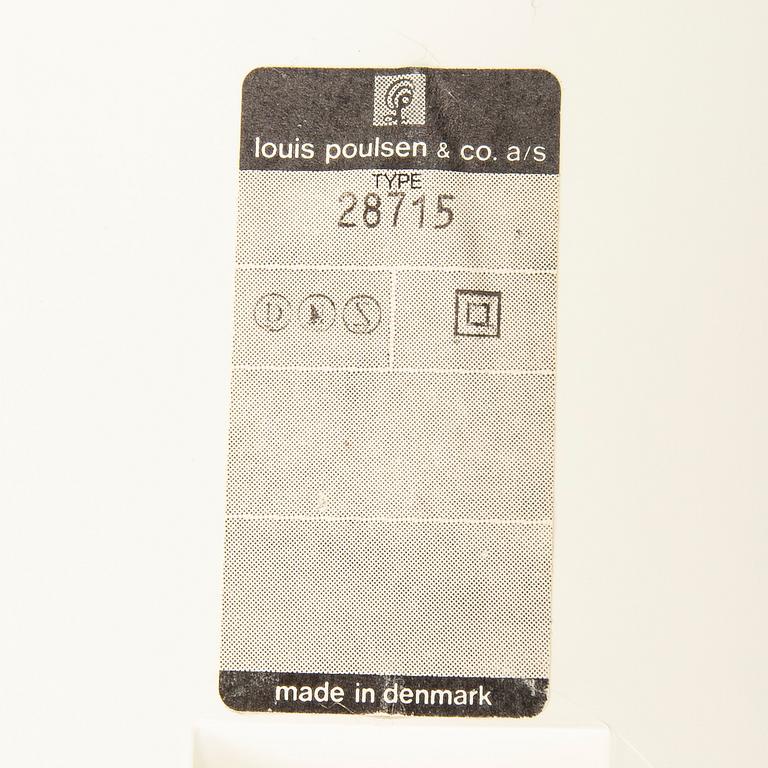 louis poulsen & co. a/s
TYPE
28715
D N S
made in denmark